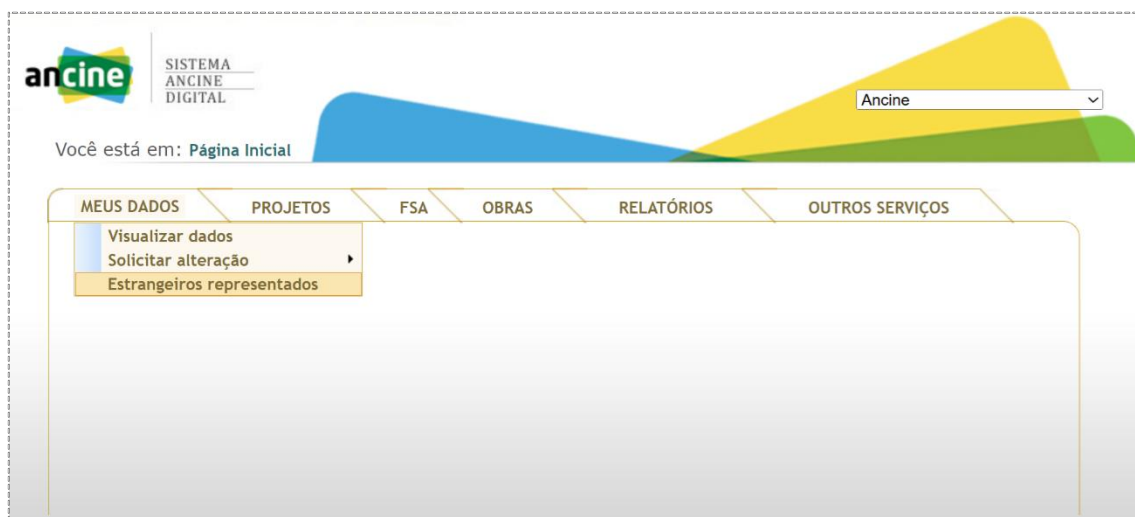 ancine
SISTEMA
ANCINE
DIGITAL
Ancine
Você está em: Página Inicial
MEUS DADOS PROJETOS FSA OBRAS RELATÓRIOS OUTROS SERVIÇOS
Visualizar dados
Solicitar alteração
Estrangeiros representados